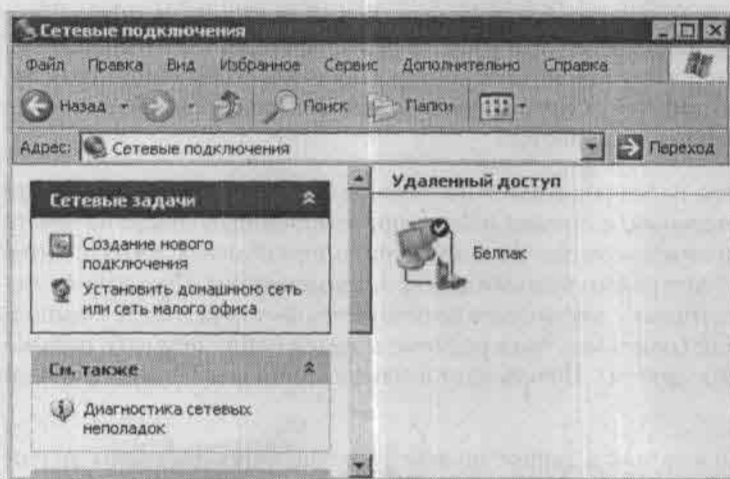 Сетевые подключения
Файл Правка Вид Избранное Сервис Дополнительно Справка
Назад Поиск Папки
Адрес: Сетевые подключения Переход
Сетевые задачи
Создание нового
подключения
Установить домашнюю сеть
или сеть малого офиса
См. также
Диагностика сетевых
неполадок
Удаленный доступ
Белпак